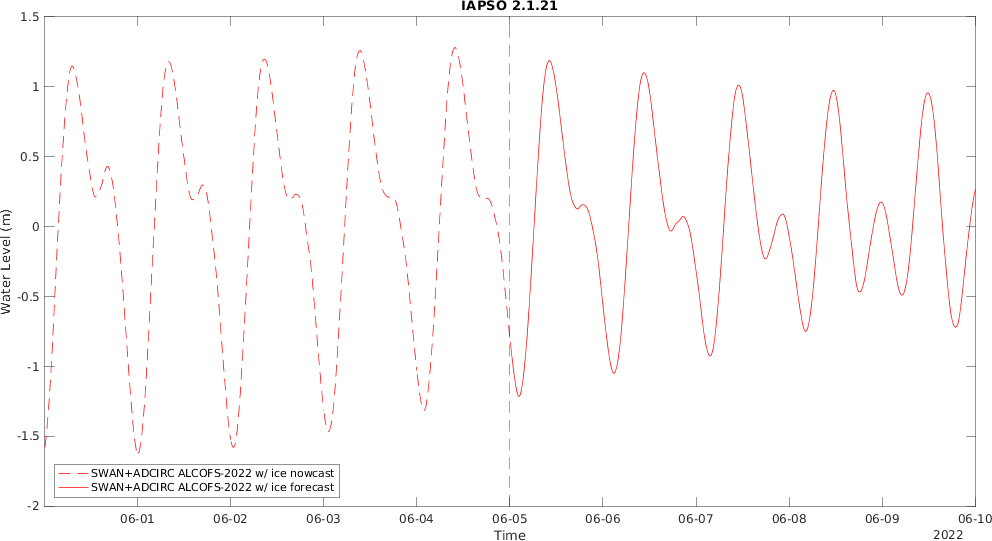 IAPSO 2.1.21
1.5
1
0.5
0
-0.5
-1
-1.5
-2
Water Level (m)
SWAN+ADCIRC ALCOFS-2022 w/ ice nowcast
SWAN+ADCIRC ALCOFS-2022 w/ ice forecast
06-01 06-02 06-03 06-04 06-05 06-06 06-07 06-08 06-09 06-10
Time
2022